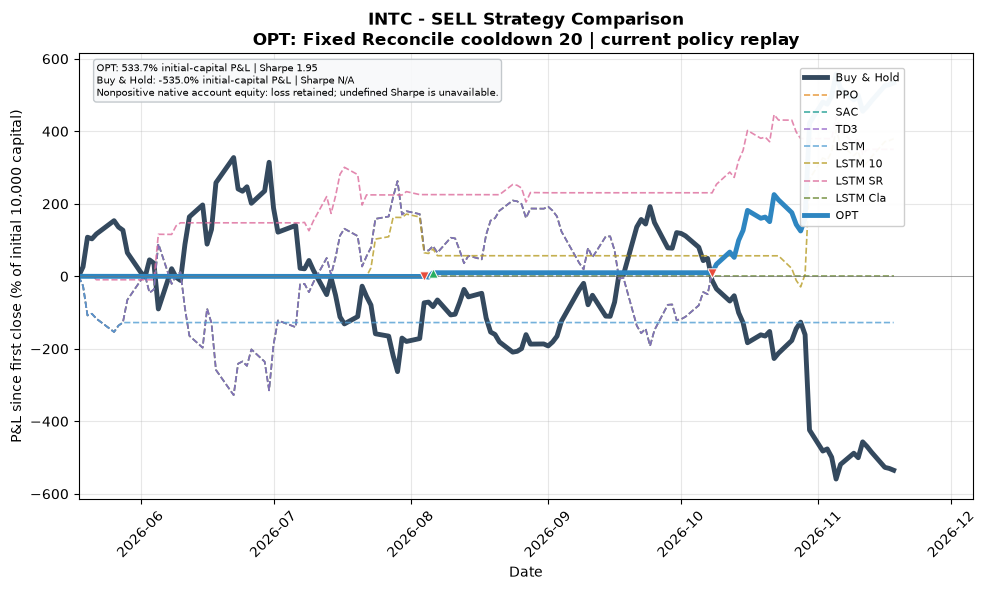 INTC - SELL Strategy Comparison
OPT: Fixed Reconcile cooldown 20 | current policy replay
OPT: 533.7% initial-capital P&L | Sharpe 1.95
Buy & Hold: -535.0% initial-capital P&L | Sharpe N/A
Nonpositive native account equity: loss retained; undefined Sharpe is unavailable.
Buy & Hold
PPO
SAC
TD3
LSTM
LSTM 10
LSTM SR
LSTM Cla
OPT
P&L since first close (% of initial 10,000 capital)
600
400
200
0
−200
−400
−600
2026-06
2026-07
2026-08
2026-09
2026-10
2026-11
2026-12
Date